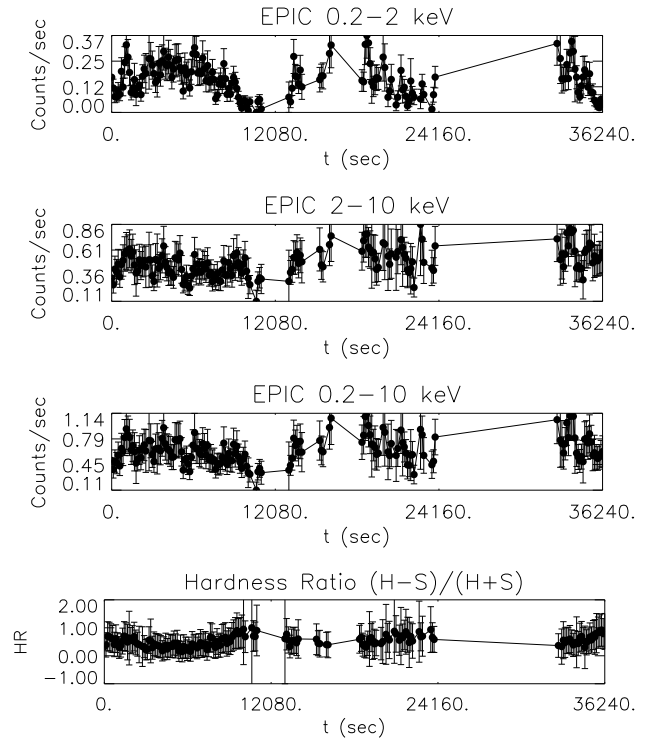 EPIC 0.2−2 keV
Counts/sec
0.37
0.25
0.12
0.00
0. 12080. 24160. 36240.
t (sec)
EPIC 2−10 keV
Counts/sec
0.86
0.61
0.36
0.11
0. 12080. 24160. 36240.
t (sec)
EPIC 0.2−10 keV
Counts/sec
1.14
0.79
0.45
0.11
0. 12080. 24160. 36240.
t (sec)
Hardness Ratio (H−S)/(H+S)
HR
2.00
1.00
0.00
−1.00
0. 12080. 24160. 36240.
t (sec)